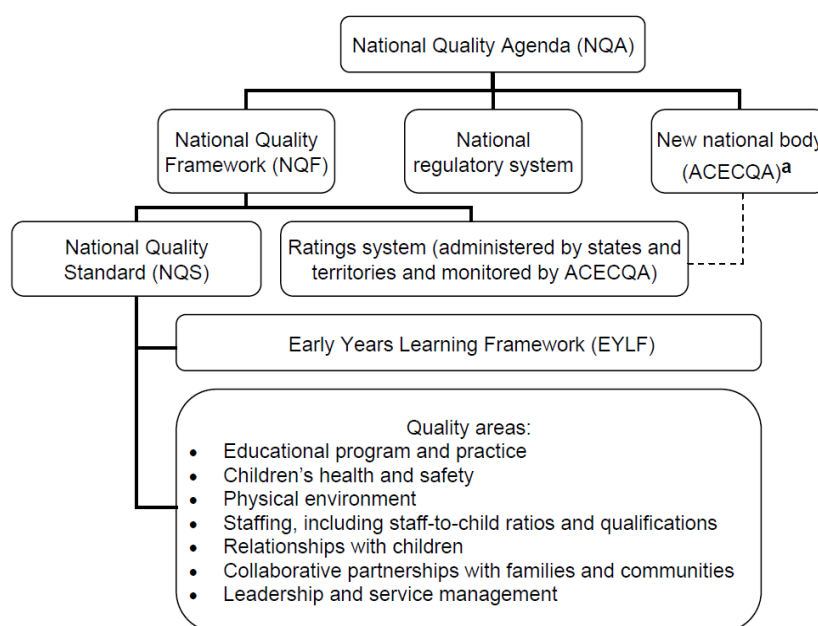 National Quality Agenda (NQA)
National Quality
Framework (NQF)
National
regulatory system
New national body
(ACECQA)a
National Quality
Standard (NQS)
Ratings system (administered by states and
territories and monitored by ACECQA)
Early Years Learning Framework (EYLF)
Quality areas:
• Educational program and practice
• Children’s health and safety
• Physical environment
• Staffing, including staff-to-child ratios and qualifications
• Relationships with children
• Collaborative partnerships with families and communities
• Leadership and service management